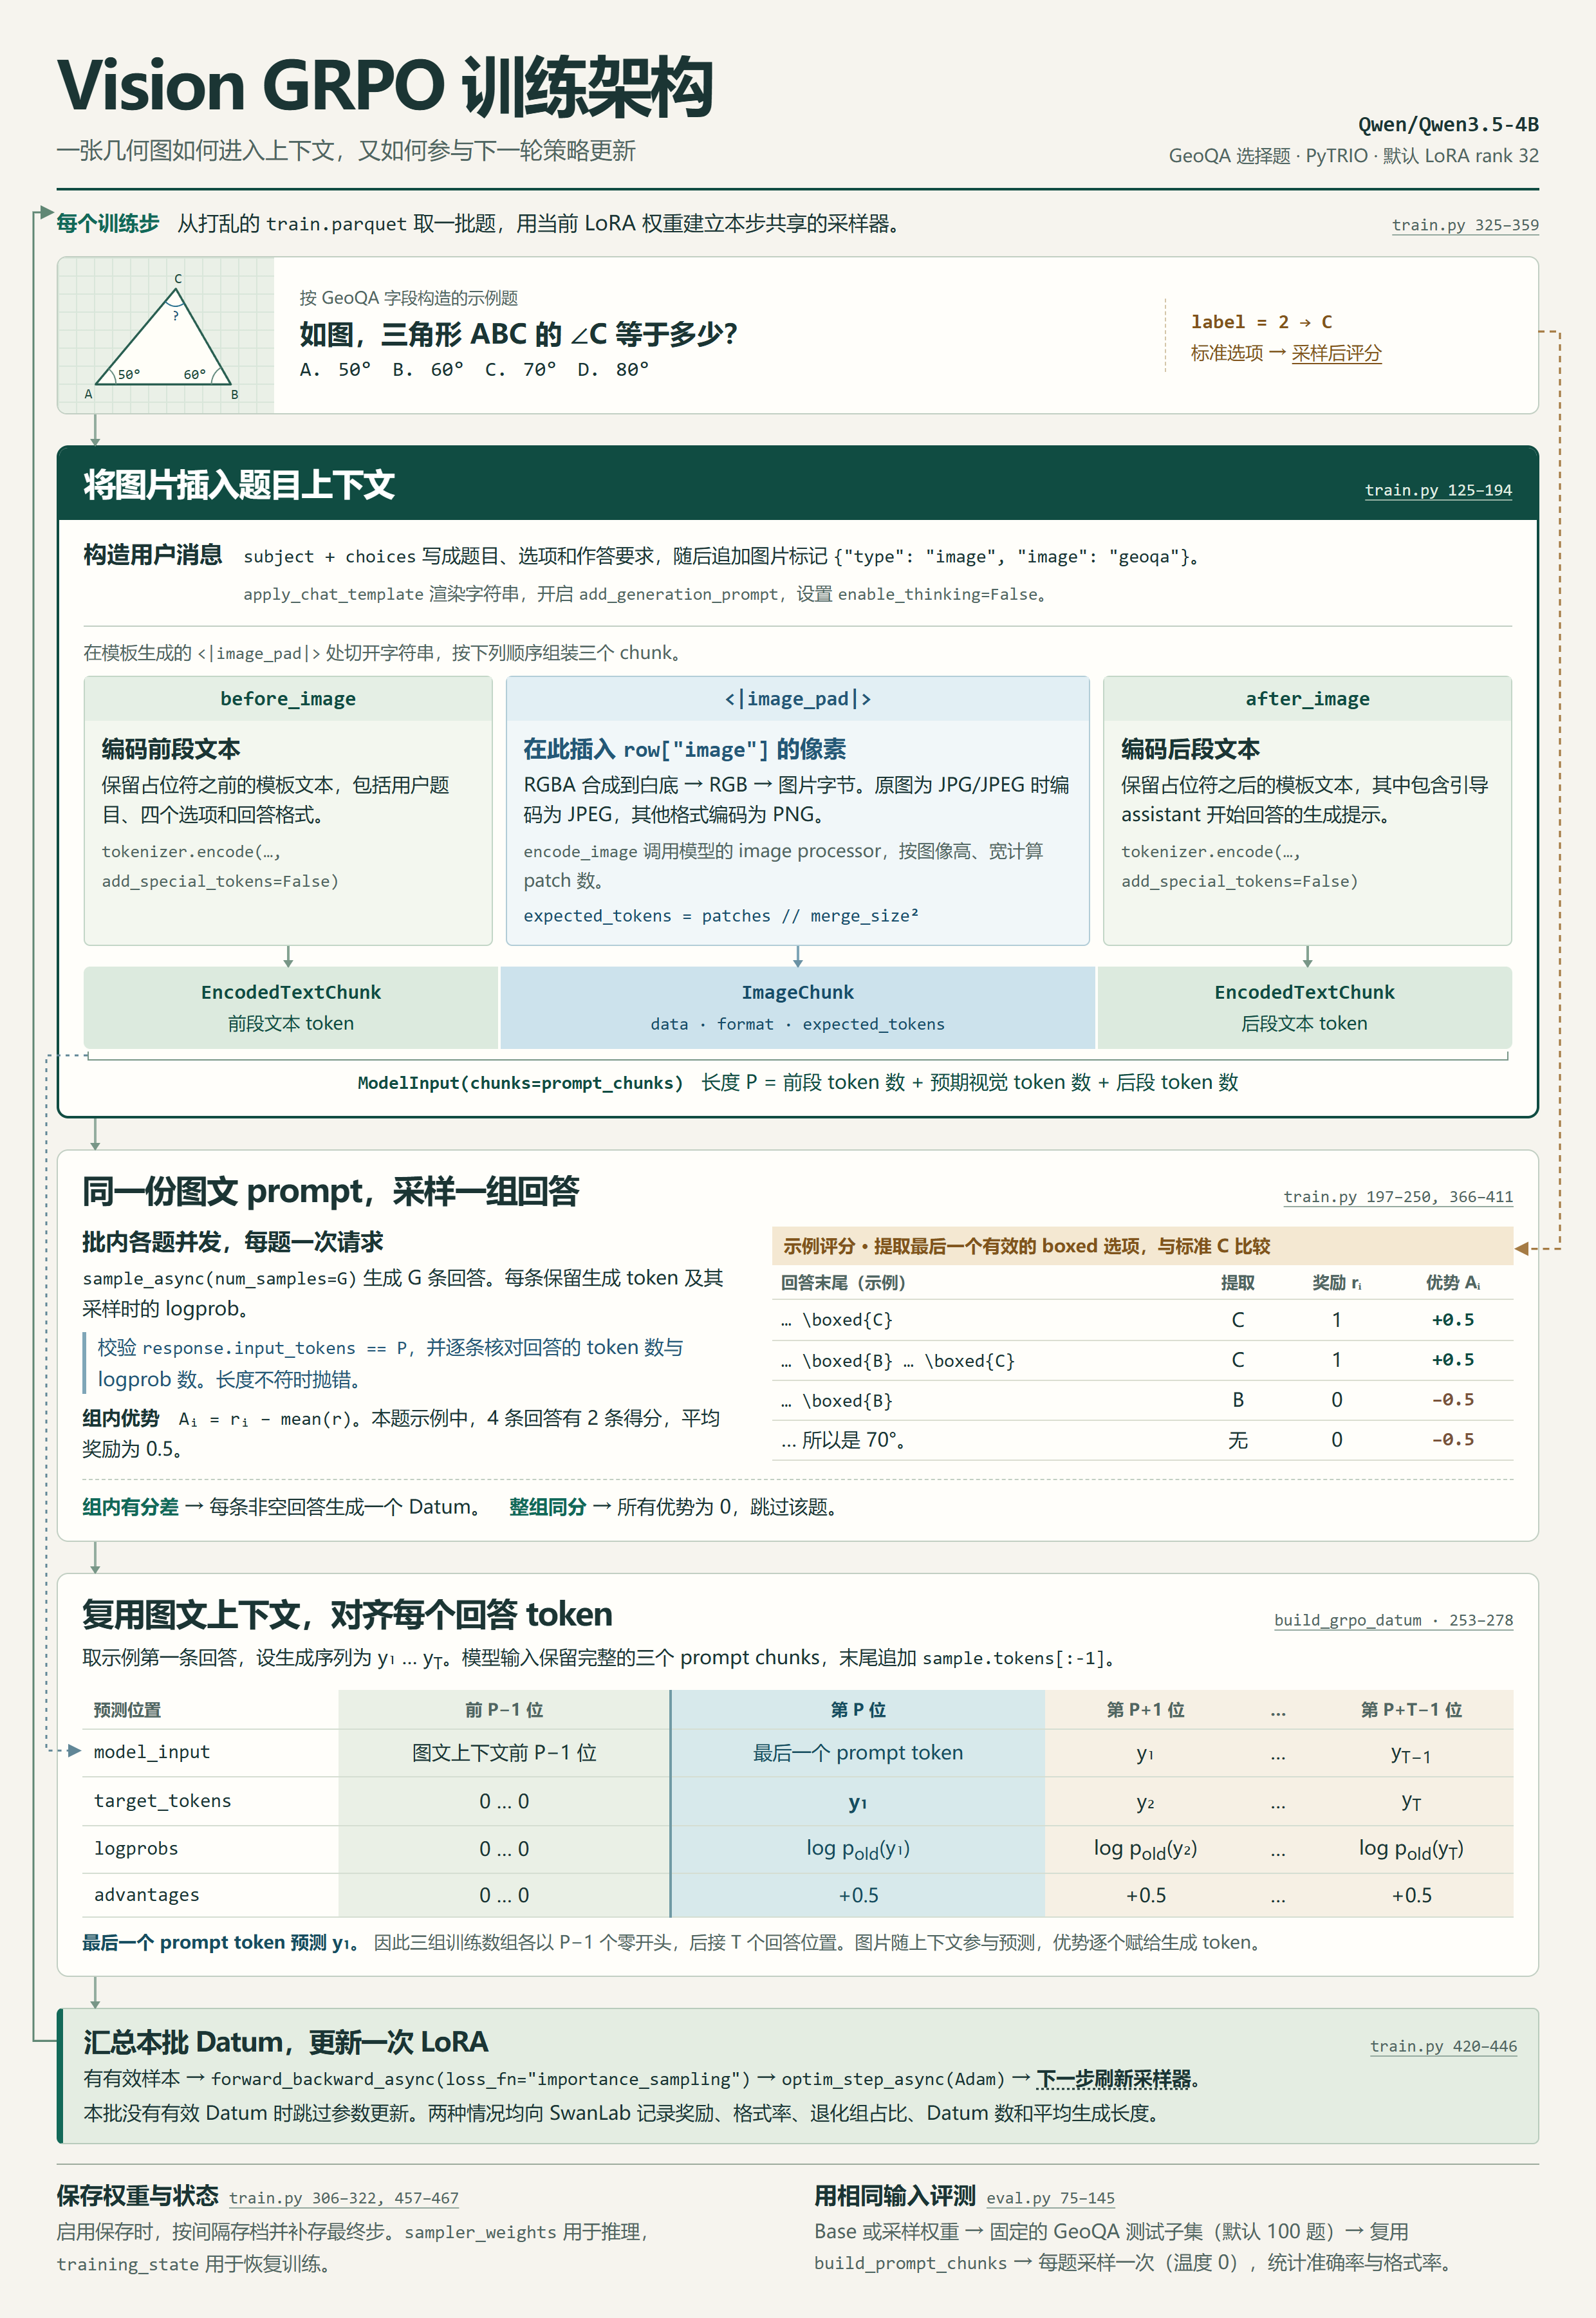 Vision GRPO 训练架构
一张几何图如何进入上下文，又如何参与下一轮策略更新
Qwen/Qwen3.5-4B
GeoQA 选择题 · PyTRIO · 默认 LoRA rank 32
每个训练步 从打乱的 train.parquet 取一批题，用当前 LoRA 权重建立本步共享的采样器。
train.py 325–359
C
?
50°
60°
A
B
按 GeoQA 字段构造的示例题
如图，三角形 ABC 的 ∠C 等于多少？
A. 50° B. 60° C. 70° D. 80°
label = 2 → C
标准选项 → 采样后评分
将图片插入题目上下文
train.py 125–194
构造用户消息 subject + choices 写成题目、选项和作答要求，随后追加图片标记 {"type": "image", "image": "geoqa"}。
apply_chat_template 渲染字符串，开启 add_generation_prompt，设置 enable_thinking=False。
在模板生成的 <|image_pad|> 处切开字符串，按下列顺序组装三个 chunk。
before_image
编码前段文本
保留占位符之前的模板文本，包括用户题
目、四个选项和回答格式。
tokenizer.encode(…,
add_special_tokens=False)
<|image_pad|>
在此插入 row["image"] 的像素
RGBA 合成到白底 → RGB → 图片字节。原图为 JPG/JPEG 时编
码为 JPEG，其他格式编码为 PNG。
encode_image 调用模型的 image processor，按图像高、宽计算
patch 数。
expected_tokens = patches // merge_size²
after_image
编码后段文本
保留占位符之后的模板文本，其中包含引导
assistant 开始回答的生成提示。
tokenizer.encode(…,
add_special_tokens=False)
EncodedTextChunk
前段文本 token
ImageChunk
data · format · expected_tokens
EncodedTextChunk
后段文本 token
ModelInput(chunks=prompt_chunks) 长度 P = 前段 token 数 + 预期视觉 token 数 + 后段 token 数
同一份图文 prompt，采样一组回答
train.py 197–250, 366–411
批内各题并发，每题一次请求
sample_async(num_samples=G) 生成 G 条回答。每条保留生成 token 及其
采样时的 logprob。
校验 response.input_tokens == P，并逐条核对回答的 token 数与
logprob 数。长度不符时抛错。
组内优势 Aᵢ = rᵢ − mean(r)。本题示例中，4 条回答有 2 条得分，平均
奖励为 0.5。
示例评分 · 提取最后一个有效的 boxed 选项，与标准 C 比较
回答末尾（示例） 提取 奖励 rᵢ 优势 Aᵢ
… \boxed{C} C 1 +0.5
… \boxed{B} … \boxed{C} C 1 +0.5
… \boxed{B} B 0 −0.5
… 所以是 70°。 无 0 −0.5
组内有分差 → 每条非空回答生成一个 Datum。 整组同分 → 所有优势为 0，跳过该题。
复用图文上下文，对齐每个回答 token
build_grpo_datum · 253–278
取示例第一条回答，设生成序列为 y₁ … y_T。模型输入保留完整的三个 prompt chunks，末尾追加 sample.tokens[:-1]。
预测位置 前 P−1 位 第 P 位 第 P+1 位 … 第 P+T−1 位
model_input 图文上下文前 P−1 位 最后一个 prompt token y₁ … y_T−1
target_tokens 0 … 0 y₁ y₂ … y_T
logprobs 0 … 0 log p_old(y₁) log p_old(y₂) … log p_old(y_T)
advantages 0 … 0 +0.5 +0.5 … +0.5
最后一个 prompt token 预测 y₁。 因此三组训练数组各以 P−1 个零开头，后接 T 个回答位置。图片随上下文参与预测，优势逐个赋给生成 token。
汇总本批 Datum，更新一次 LoRA
train.py 420–446
有有效样本 → forward_backward_async(loss_fn="importance_sampling") → optim_step_async(Adam) → 下一步刷新采样器。
本批没有有效 Datum 时跳过参数更新。两种情况均向 SwanLab 记录奖励、格式率、退化组占比、Datum 数和平均生成长度。
保存权重与状态 train.py 306–322, 457–467
启用保存时，按间隔存档并补存最终步。sampler_weights 用于推理，
training_state 用于恢复训练。
用相同输入评测 eval.py 75–145
Base 或采样权重 → 固定的 GeoQA 测试子集（默认 100 题）→ 复用
build_prompt_chunks → 每题采样一次（温度 0），统计准确率与格式率。